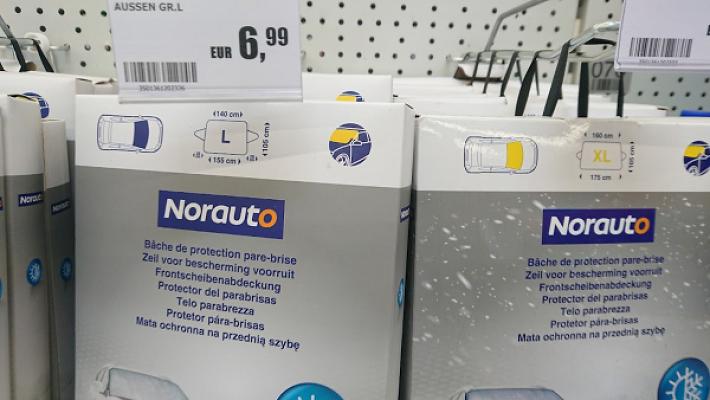 AUSSEN GR.L
EUR 6,99
3501361202336
140 cm
L
105 cm
155 cm
Norauto
Bâche de protection pare-brise
Zeil voor bescherming voorruit
Frontscheibenabdeckung
Protector del parabrisas
Telo parabrezza
Protetor pára-brisas
Mata ochronna na przednią szybę
160 cm
XL
105 cm
175 cm
Norauto
Bâche de protection pare-brise
Zeil voor bescherming voorruit
Frontscheibenabdeckung
Protector del parabrisas
Telo parabrezza
Protetor pára-brisas
Mata ochronna na przednią szybę